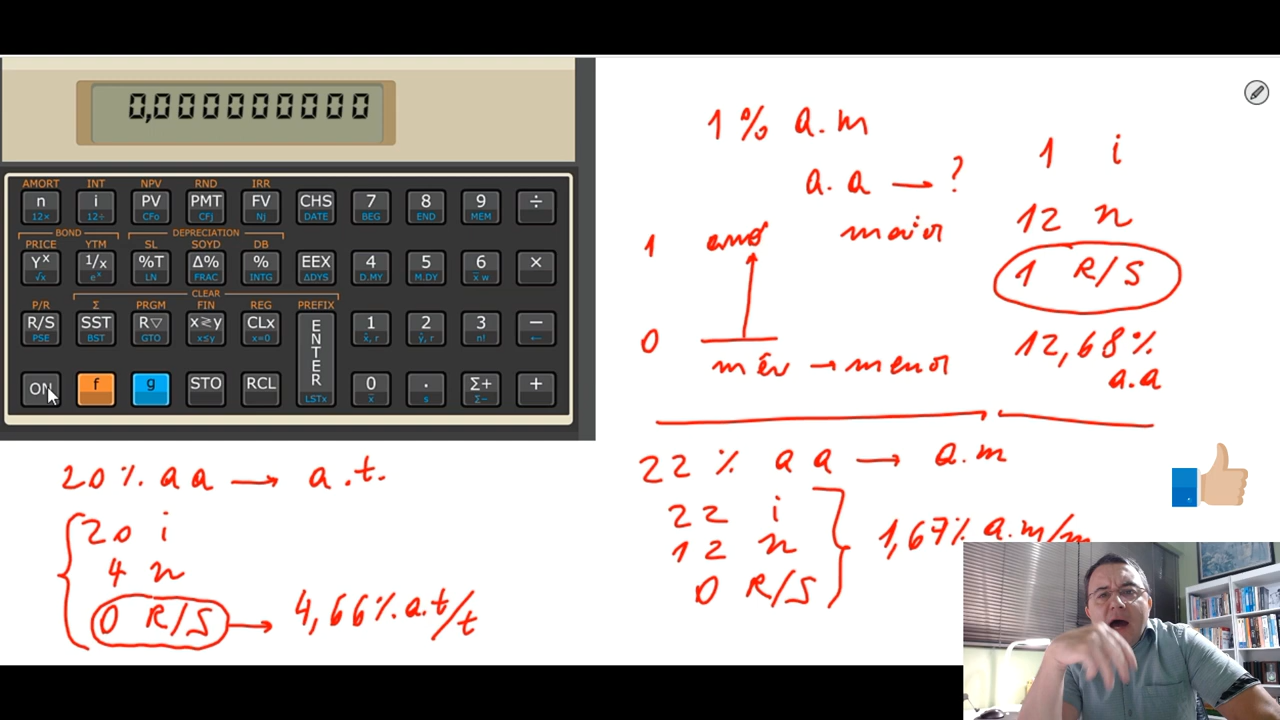 0,000000000
AMORT INT NPV RND IRR
n i PV PMT FV CHS 7 8 9 ÷
12× 12÷ CFo CFj Nj DATE BEG END MEM
BOND DEPRECIATION
PRICE YTM SL SOYD DB
Yˣ 1/x %T Δ% % EEX 4 5 6 ×
√x eˣ LN FRAC INTG ΔDYS D.MY M.DY x̄ w
CLEAR
P/R Σ PRGM FIN REG PREFIX
R/S SST R▽ x≷y CLx ENTER 1 2 3 −
PSE BST GTO x≤y x=0 x̂, r ŷ, r n! ←
ON f g STO RCL 0 . Σ+ +
LSTx x̄ s Σ−
1% a.m
a.a → ?
maior
1 ano
0
mês → menor
1 i
12 n
1 R/S
12,68%
a.a
22% aa → a.m
22 i
12 n
0 R/S
1,67% a.m/m
20% aa → a.t.
20 i
4 n
0 R/S → 4,66% a.t/t